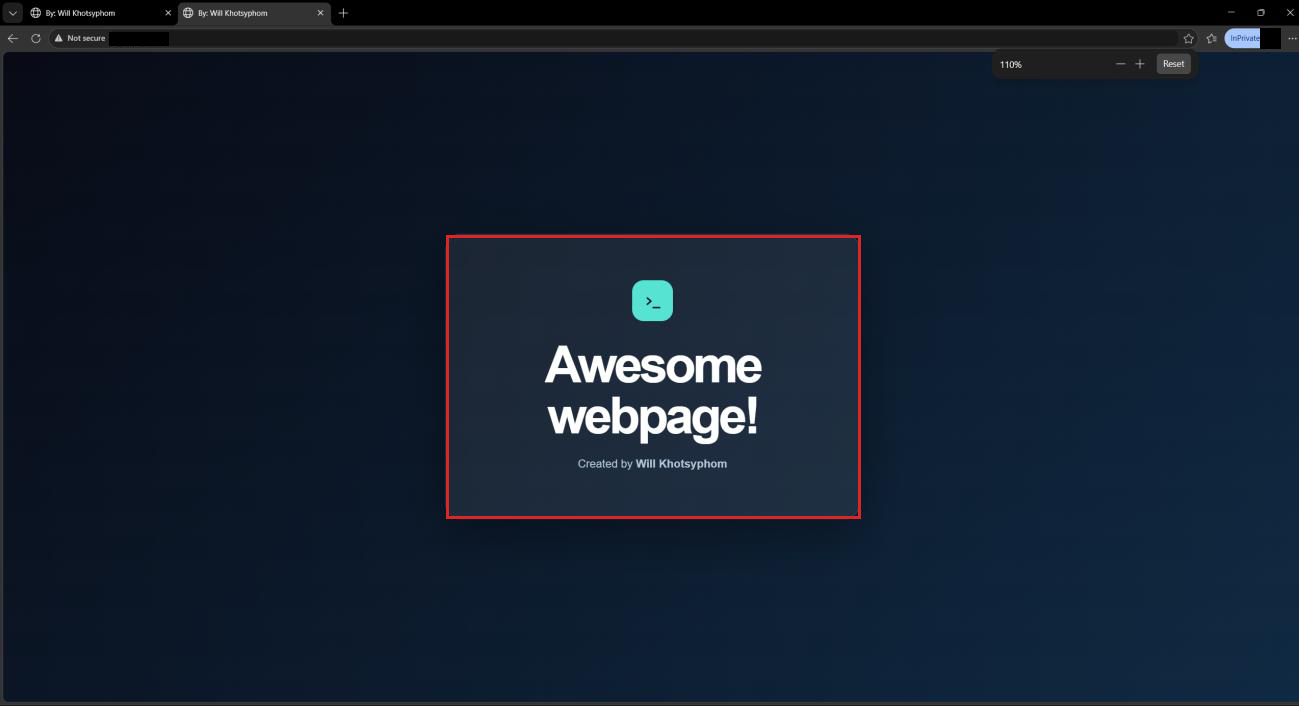 By: Will Khotsyphom
By: Will Khotsyphom
Not secure
InPrivate
110%
Reset
>_
Awesome
webpage!
Created by Will Khotsyphom